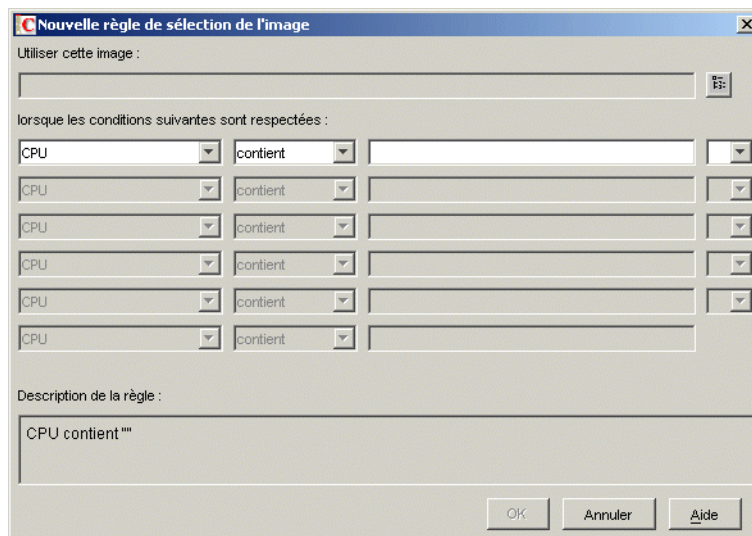 Nouvelle règle de sélection de l'image
Utiliser cette image :
lorsque les conditions suivantes sont respectées :
CPU contient
CPU contient
CPU contient
CPU contient
CPU contient
CPU contient
Description de la règle :
CPU contient ""
OK Annuler Aide